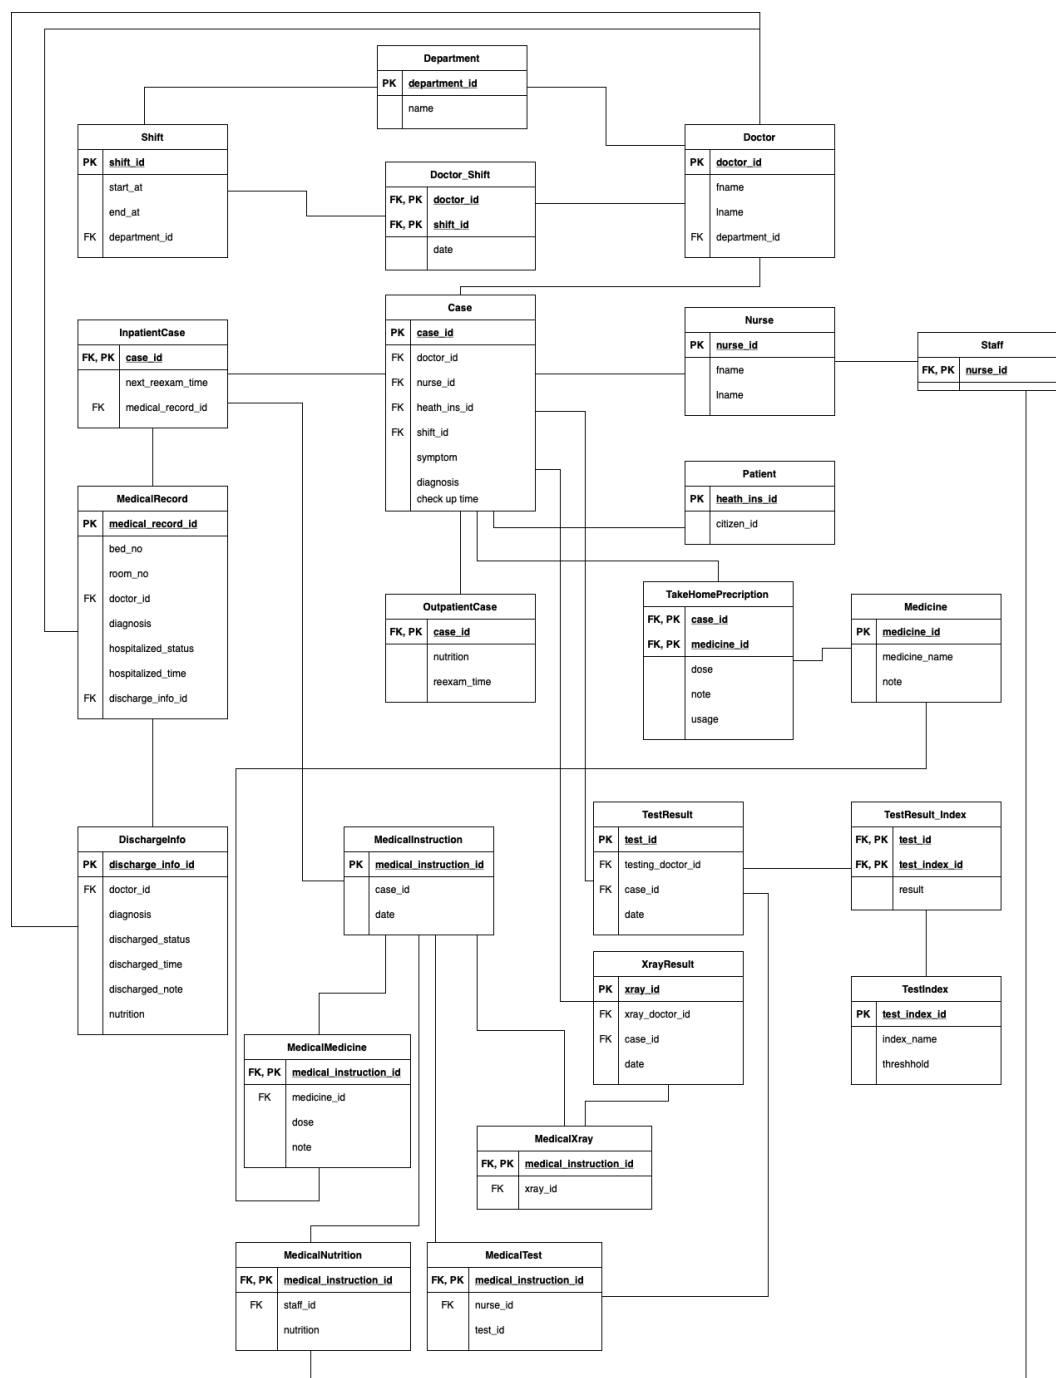 Department
PK department_id
name
Shift
PK shift_id
start_at
end_at
FK department_id
Doctor_Shift
FK, PK doctor_id
FK, PK shift_id
date
Doctor
PK doctor_id
fname
lname
FK department_id
InpatientCase
FK, PK case_id
next_reexam_time
FK medical_record_id
Case
PK case_id
FK doctor_id
FK nurse_id
FK heath_ins_id
FK shift_id
symptom
diagnosis
check up time
Nurse
PK nurse_id
fname
lname
Staff
FK, PK nurse_id
Patient
PK heath_ins_id
citizen_id
MedicalRecord
PK medical_record_id
bed_no
room_no
FK doctor_id
diagnosis
hospitalized_status
hospitalized_time
FK discharge_info_id
OutpatientCase
FK, PK case_id
nutrition
reexam_time
TakeHomePrecription
FK, PK case_id
FK, PK medicine_id
dose
note
usage
Medicine
PK medicine_id
medicine_name
note
DischargeInfo
PK discharge_info_id
FK doctor_id
diagnosis
discharged_status
discharged_time
discharged_note
nutrition
MedicalInstruction
PK medical_instruction_id
case_id
date
TestResult
PK test_id
FK testing_doctor_id
FK case_id
date
TestResult_Index
FK, PK test_id
FK, PK test_index_id
result
XrayResult
PK xray_id
FK xray_doctor_id
FK case_id
date
TestIndex
PK test_index_id
index_name
threshhold
MedicalMedicine
FK, PK medical_instruction_id
FK medicine_id
dose
note
MedicalXray
FK, PK medical_instruction_id
FK xray_id
MedicalNutrition
FK, PK medical_instruction_id
FK staff_id
nutrition
MedicalTest
FK, PK medical_instruction_id
FK nurse_id
test_id